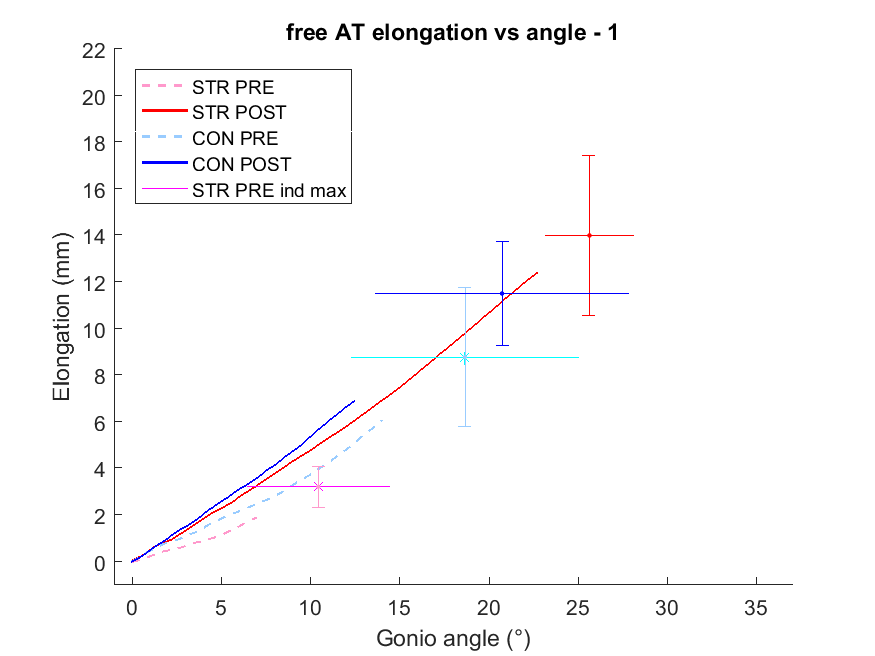 free AT elongation vs angle - 1
22
20
18
16
14
12
10
8
6
4
2
0
Elongation (mm)
STR PRE
STR POST
CON PRE
CON POST
STR PRE ind max
0 5 10 15 20 25 30 35
Gonio angle (°)